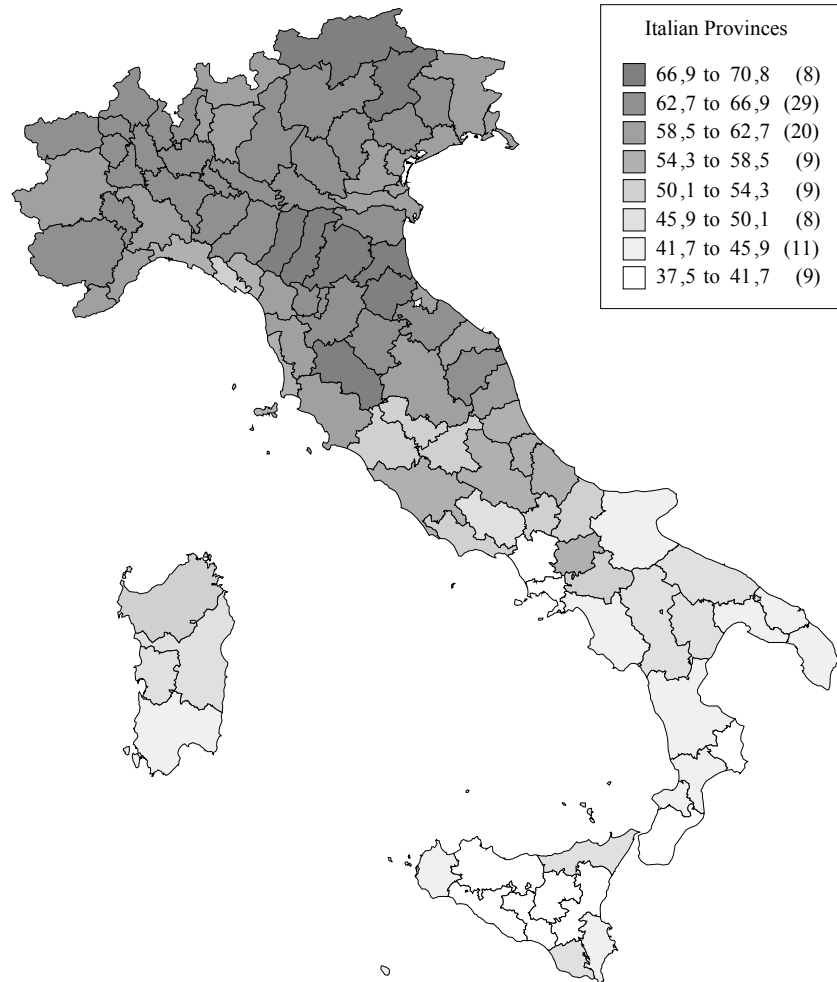 Italian Provinces
66,9 to 70,8 (8)
62,7 to 66,9 (29)
58,5 to 62,7 (20)
54,3 to 58,5 (9)
50,1 to 54,3 (9)
45,9 to 50,1 (8)
41,7 to 45,9 (11)
37,5 to 41,7 (9)